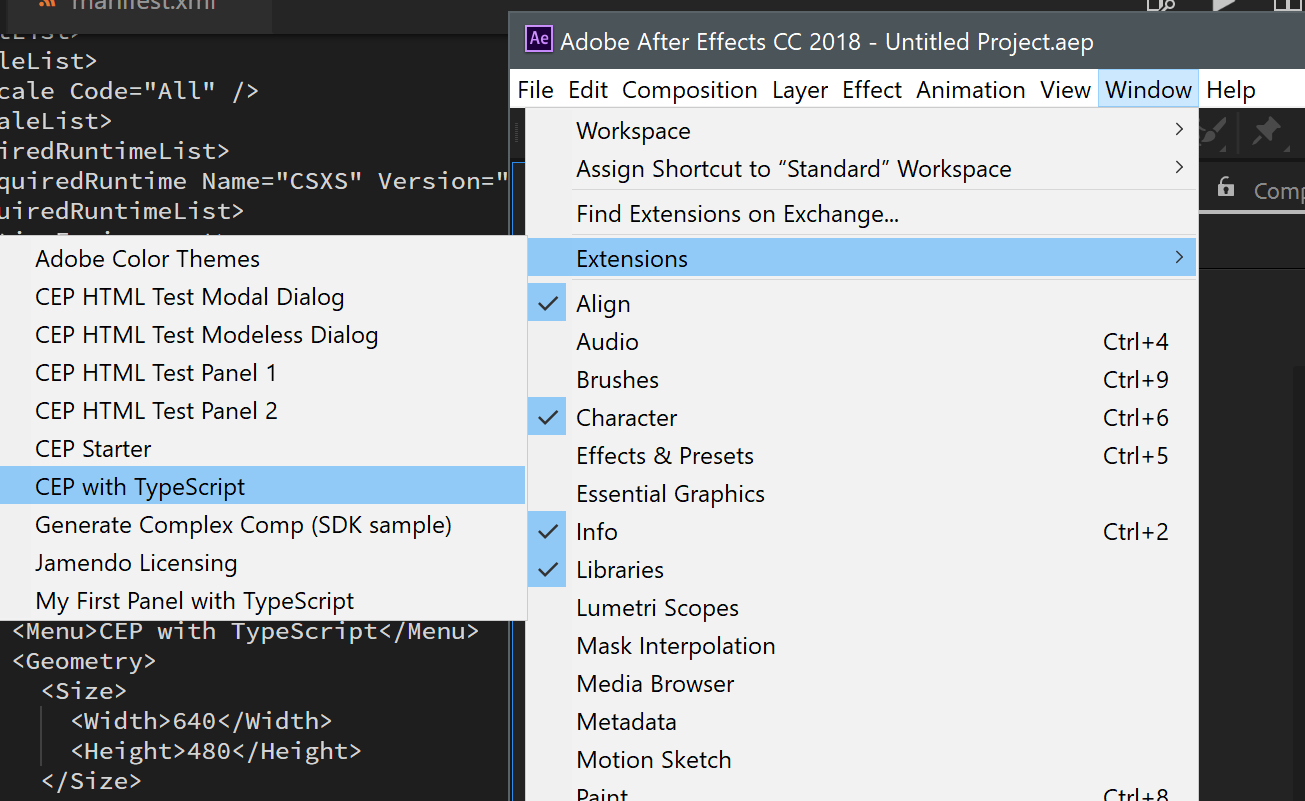 manifest.xml
leList>
cale Code="All" />
aleList>
iredRuntimeList>
quiredRuntime Name="CSXS" Version="
uiredRuntimeList>
Ae Adobe After Effects CC 2018 - Untitled Project.aep
File Edit Composition Layer Effect Animation View Window Help
Workspace
Assign Shortcut to “Standard” Workspace
Find Extensions on Exchange...
Extensions
Comp
Adobe Color Themes
CEP HTML Test Modal Dialog
CEP HTML Test Modeless Dialog
CEP HTML Test Panel 1
CEP HTML Test Panel 2
CEP Starter
CEP with TypeScript
Generate Complex Comp (SDK sample)
Jamendo Licensing
My First Panel with TypeScript
Align
Audio Ctrl+4
Brushes Ctrl+9
Character Ctrl+6
Effects & Presets Ctrl+5
Essential Graphics
Info Ctrl+2
Libraries
Lumetri Scopes
Mask Interpolation
Media Browser
Metadata
Motion Sketch
Paint Ctrl+8
<Menu>CEP with TypeScript</Menu>
<Geometry>
<Size>
<Width>640</Width>
<Height>480</Height>
</Size>